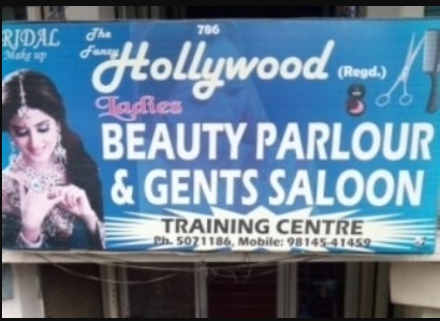 786
BRIDAL
Make up
The
Fancy
Hollywood (Regd.)
Ladies
BEAUTY PARLOUR
& GENTS SALOON
TRAINING CENTRE
Ph. 5071186, Mobile: 98145-41459